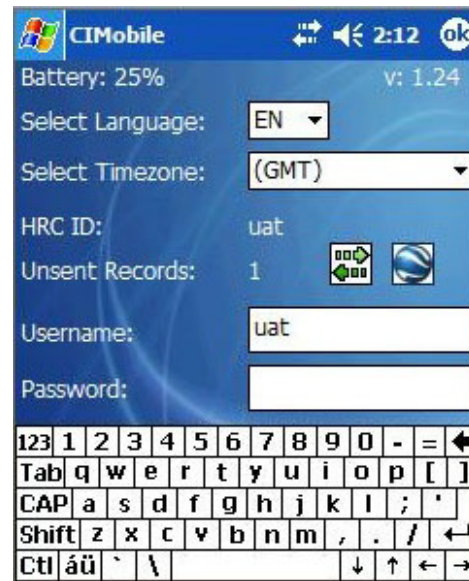 CIMobile 2:12 ok
Battery: 25% v: 1.24
Select Language: EN
Select Timezone: (GMT)
HRC ID: uat
Unsent Records: 1
Username: uat
Password:
123 1 2 3 4 5 6 7 8 9 0 - =
Tab q w e r t y u i o p [ ]
CAP a s d f g h j k l ; '
Shift z x c v b n m , . /
Ctl áü ` \ ↓ ↑ ← →